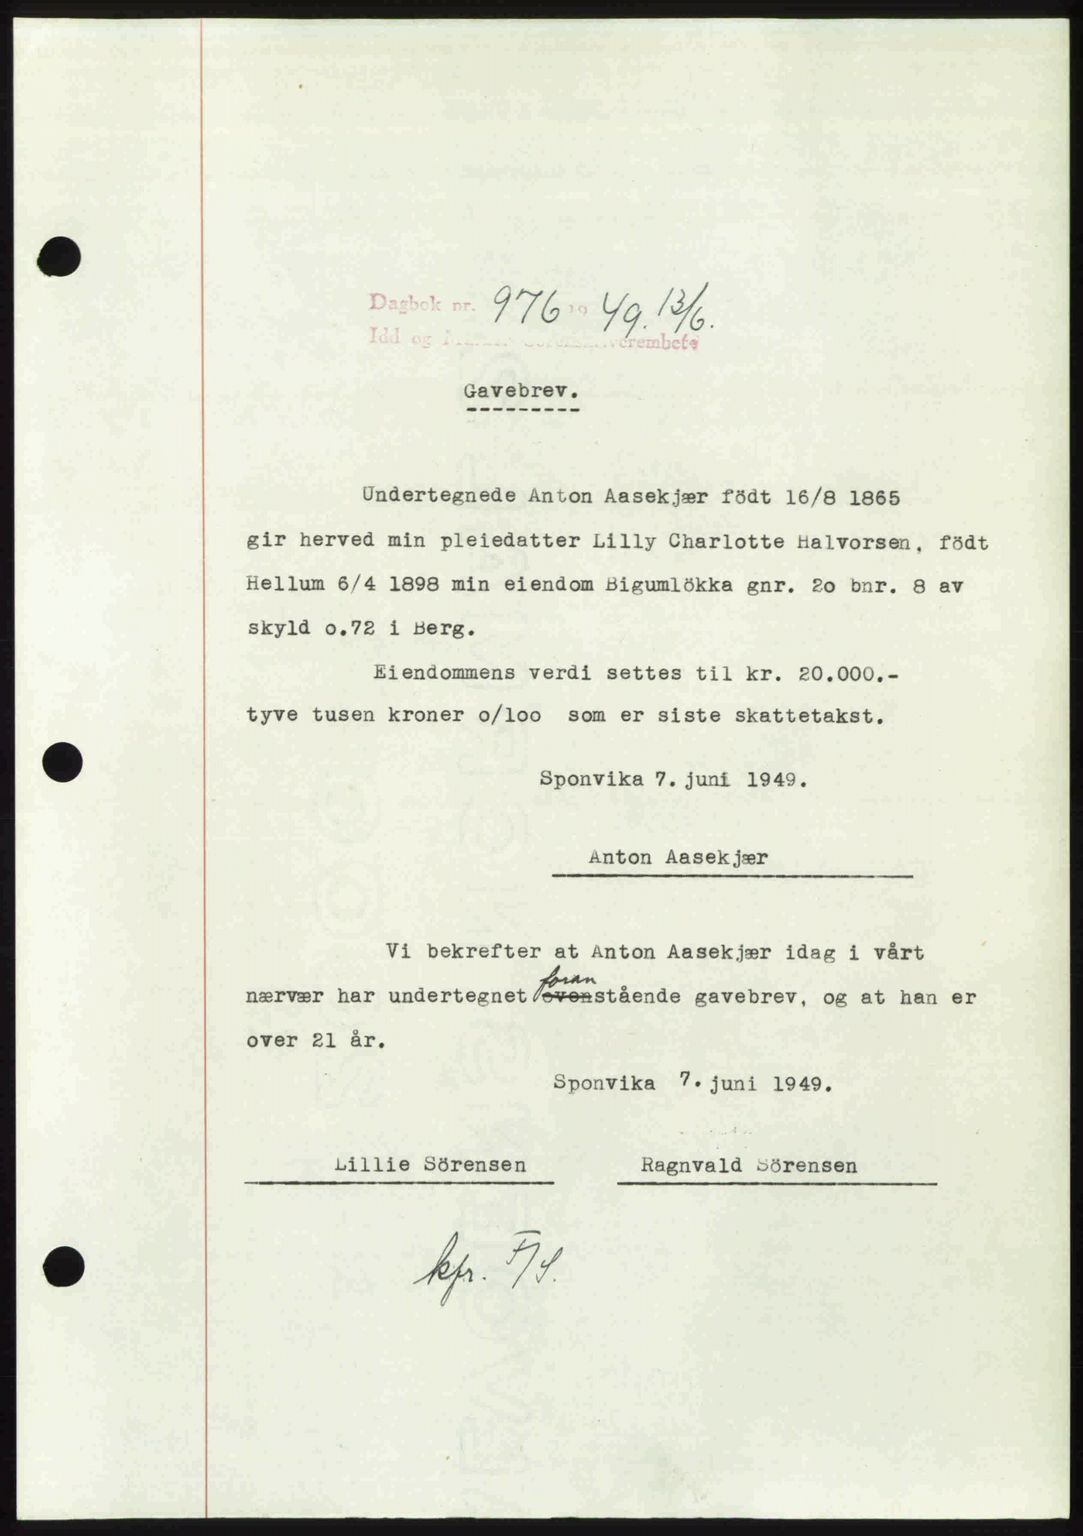 Dagbok nr. 976 19 49. 13/6.
Idd og Sorenskriverembete
Gavebrev.
Undertegnede Anton Aasekjær födt 16/8 1865
gir herved min pleiedatter Lilly Charlotte Halvorsen, födt
Hellum 6/4 1898 min eiendom Bigumlökka gnr. 2o bnr. 8 av
skyld o.72 i Berg.
Eiendommens verdi settes til kr. 20.000.-
tyve tusen kroner o/loo som er siste skattetakst.
Sponvika 7. juni 1949.
Anton Aasekjær
Vi bekrefter at Anton Aasekjær idag i vårt
foran
nærvær har undertegnet ovenstående gavebrev, og at han er
over 21 år.
Sponvika 7. juni 1949.
Lillie Sörensen Ragnvald Sörensen
kfr. F/S.